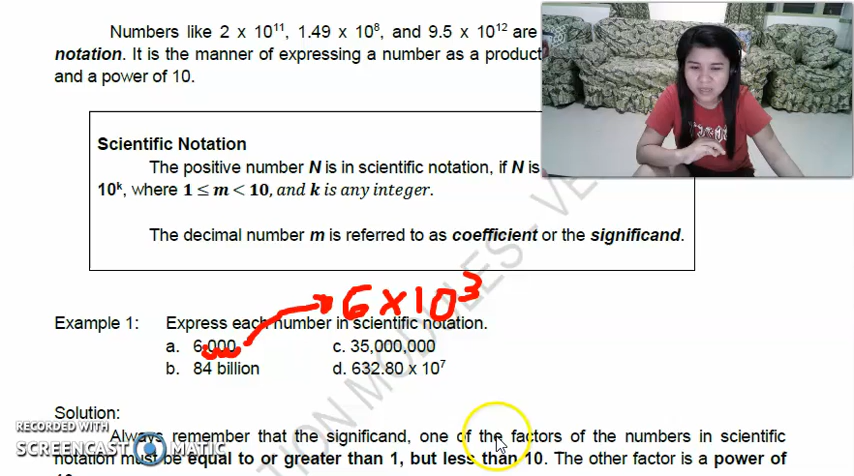 Numbers like 2 x 10¹¹, 1.49 x 10⁸, and 9.5 x 10¹² are
notation. It is the manner of expressing a number as a product
and a power of 10.
Scientific Notation
The positive number N is in scientific notation, if N is
10ᵏ, where 1 ≤ m < 10, and k is any integer.
The decimal number m is referred to as coefficient or the significand.
6 x 10³
Example 1: Express each number in scientific notation.
a. 6,000 c. 35,000,000
b. 84 billion d. 632.80 x 10⁷
Solution:
Always remember that the significand, one of the factors of the numbers in scientific
notation must be equal to or greater than 1, but less than 10. The other factor is a power of
RECORDED WITH
SCREENCAST MATIC